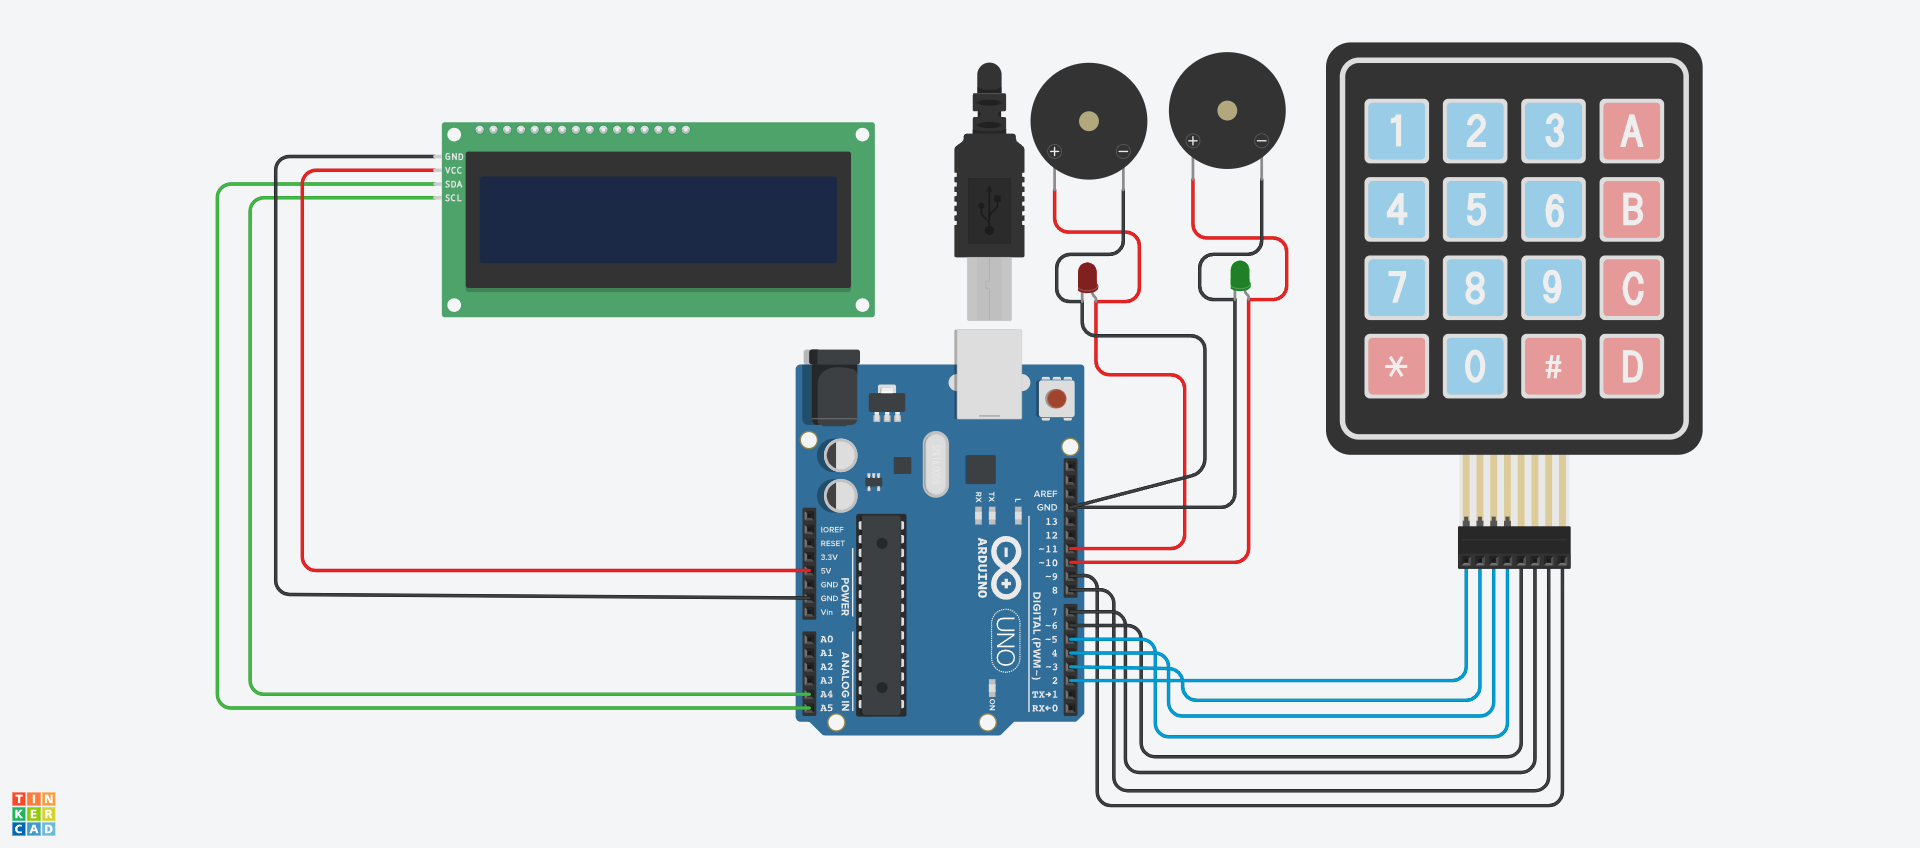 GND
VCC
SDA
SCL
+ −
+ −
1 2 3 A
4 5 6 B
7 8 9 C
* 0 # D
IOREF
RESET
3.3V
5V
GND
GND
Vin
POWER
A0
A1
A2
A3
A4
A5
ANALOG IN
RX TX L
ARDUINO
UNO
ON
AREF
GND
13
12
~11
~10
~9
8
7
~6
~5
4
~3
2
TX→1
RX←0
DIGITAL (PWM~)
TIN
KER
CAD